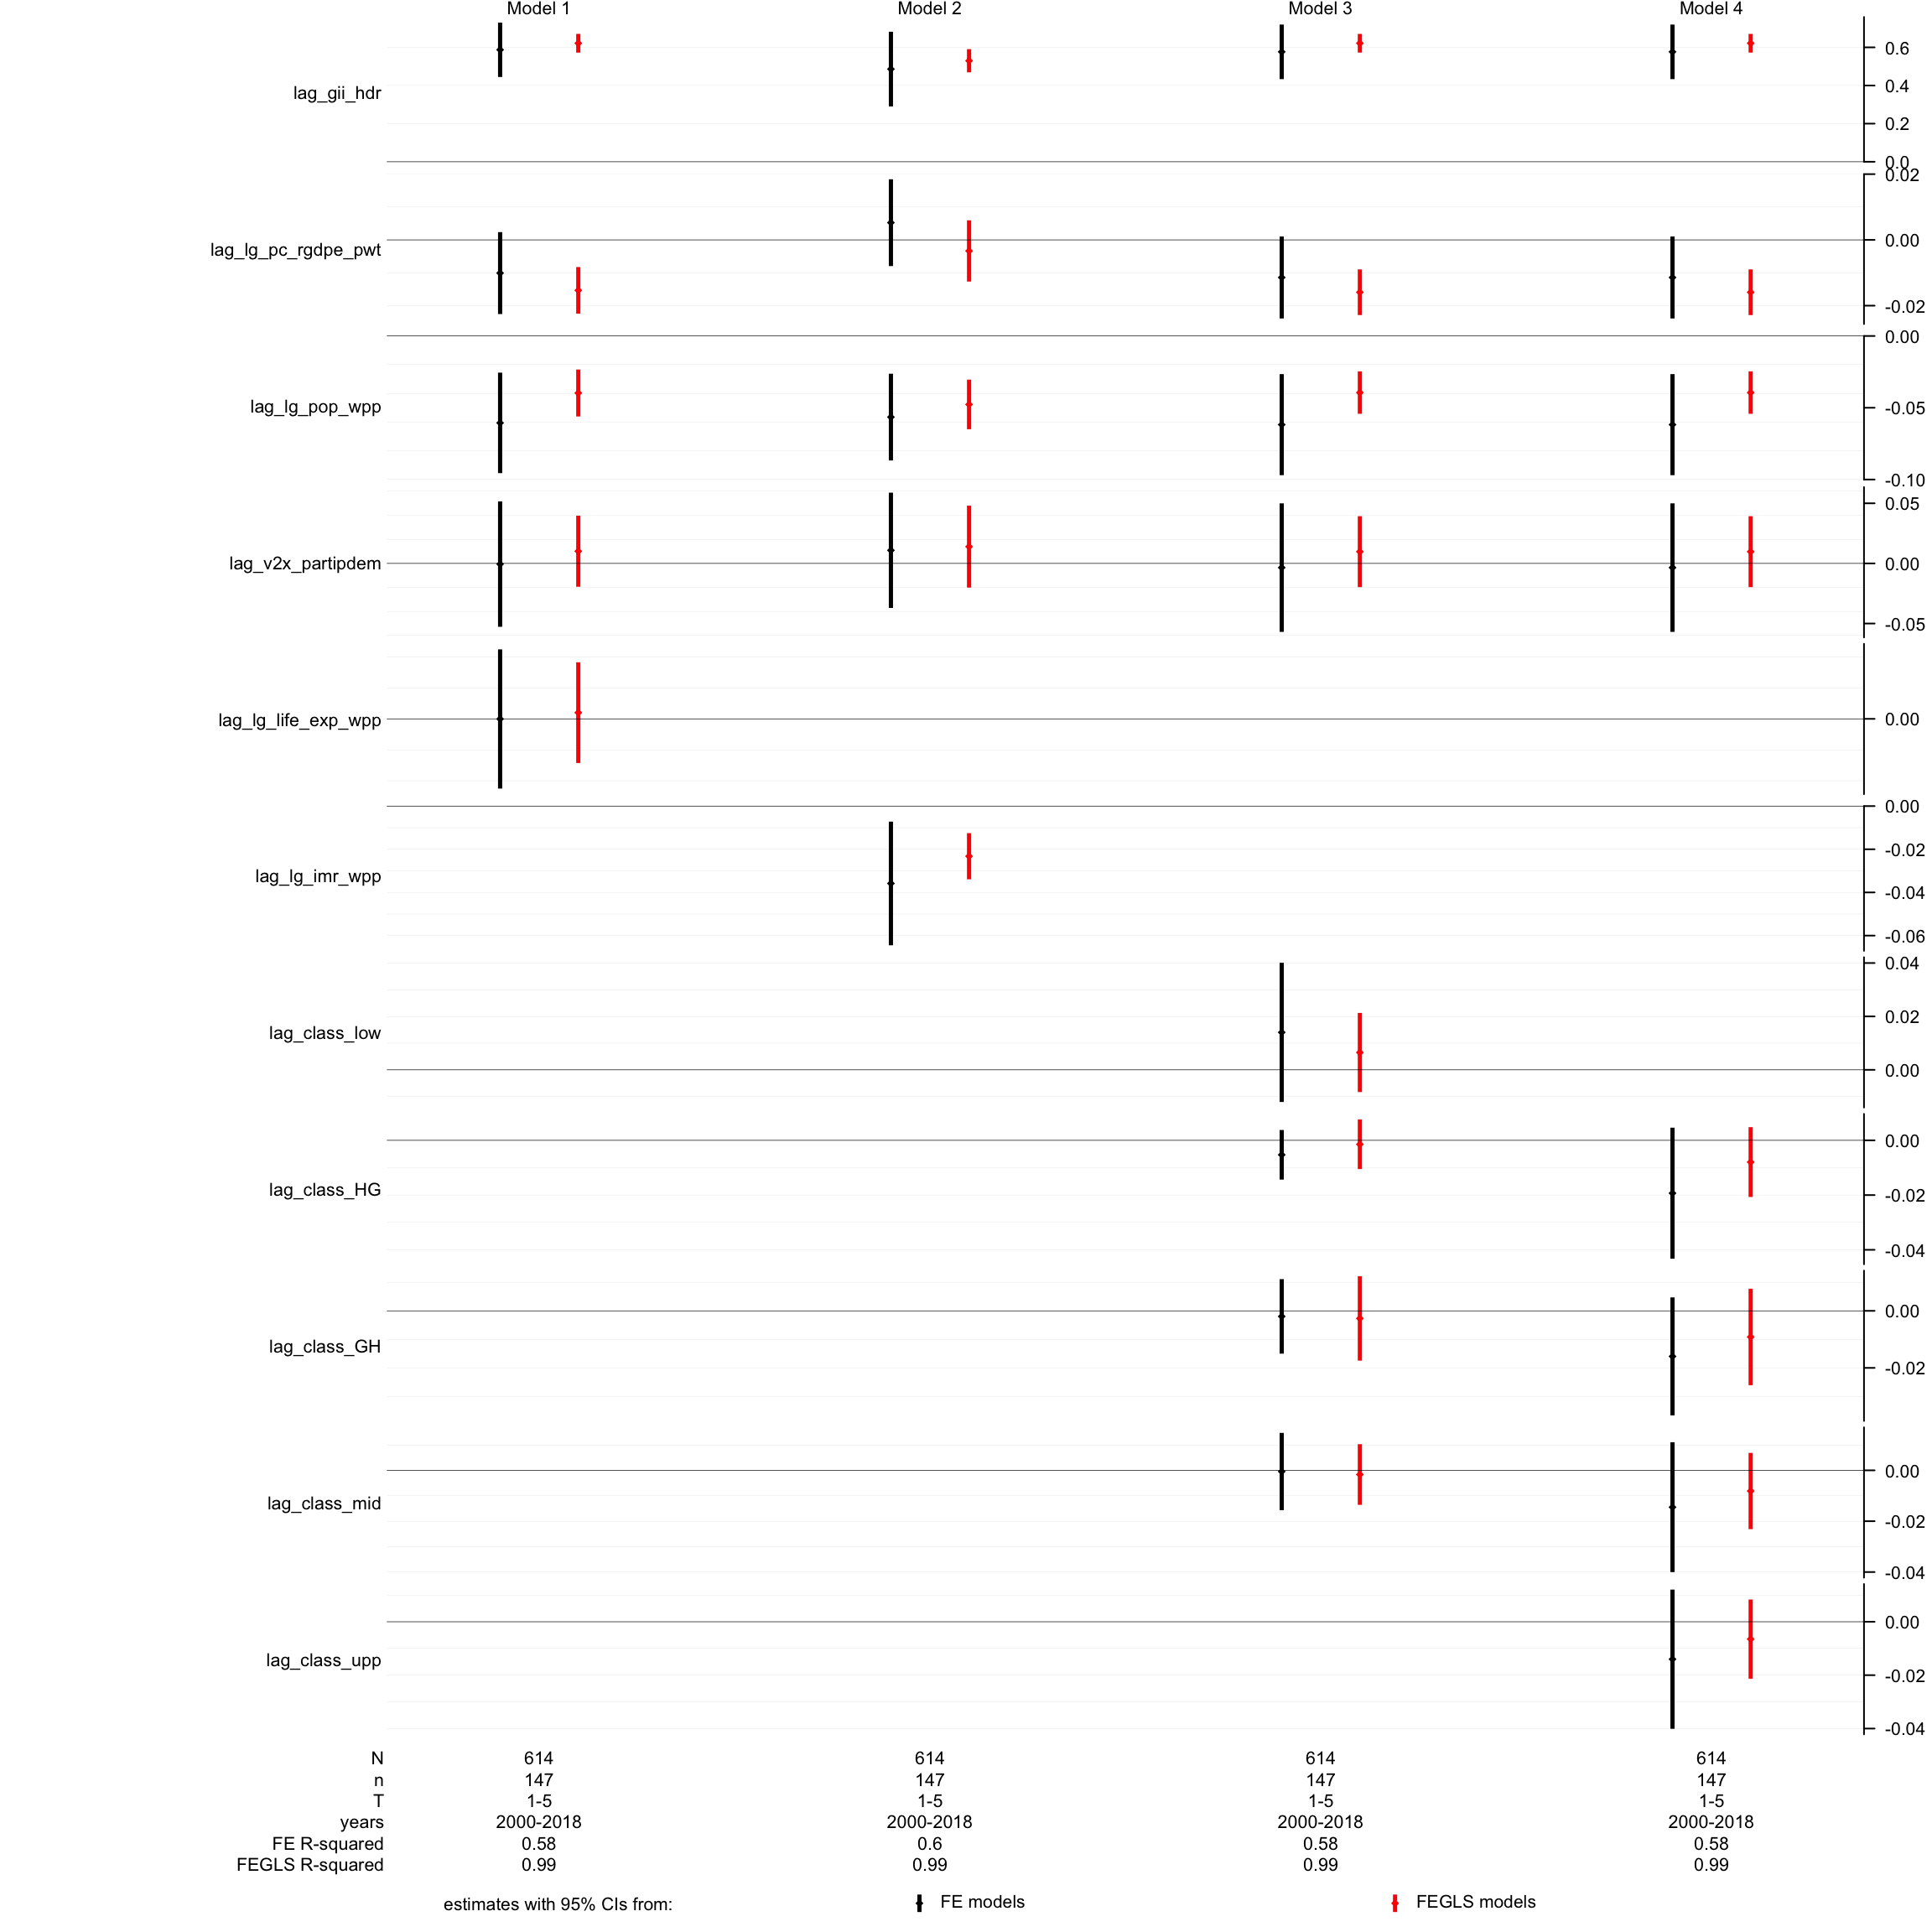 Model 1 Model 2 Model 3 Model 4
lag_gii_hdr
0.6
0.4
0.2
0.0
lag_lg_pc_rgdpe_pwt
0.02
0.00
-0.02
lag_lg_pop_wpp
0.00
-0.05
-0.10
lag_v2x_partipdem
0.05
0.00
-0.05
lag_lg_life_exp_wpp
0.00
lag_lg_imr_wpp
0.00
-0.02
-0.04
-0.06
lag_class_low
0.04
0.02
0.00
lag_class_HG
0.00
-0.02
-0.04
lag_class_GH
0.00
-0.02
lag_class_mid
0.00
-0.02
-0.04
lag_class_upp
0.00
-0.02
-0.04
N 614 614 614 614
n 147 147 147 147
T 1-5 1-5 1-5 1-5
years 2000-2018 2000-2018 2000-2018 2000-2018
FE R-squared 0.58 0.6 0.58 0.58
FEGLS R-squared 0.99 0.99 0.99 0.99
estimates with 95% CIs from: FE models FEGLS models